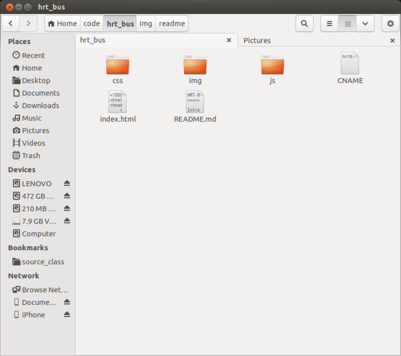 hrt_bus
Home code hrt_bus img readme
Places
Recent
Home
Desktop
Documents
Downloads
Music
Pictures
Videos
Trash
Devices
LENOVO
472 GB ...
210 MB ...
7.9 GB V...
Computer
Bookmarks
source_class
Network
Browse Net...
Docume...
iPhone
hrt_bus
Pictures
css
img
js
CNAME
index.html
README.md